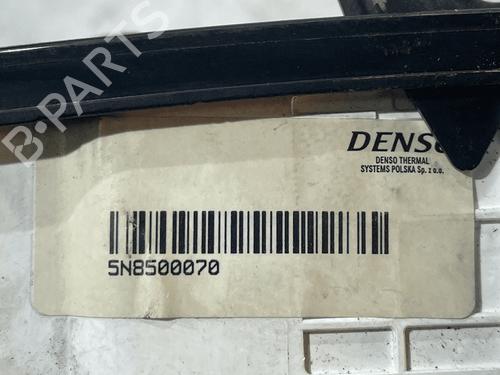 B-PARTS
DENSO
DENSO THERMAL
SYSTEMS POLSKA Sp. z o.o.
5N8500070